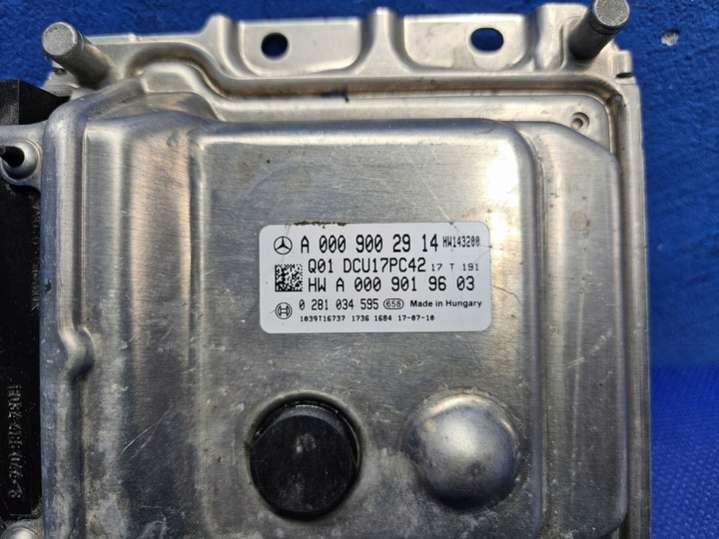 A 000 900 29 14 HW143200
Q01 DCU17PC42 17 T 191
HW A 000 901 96 03
0 281 034 595 658 Made in Hungary
1039T16737 1736 1684 17-07-10